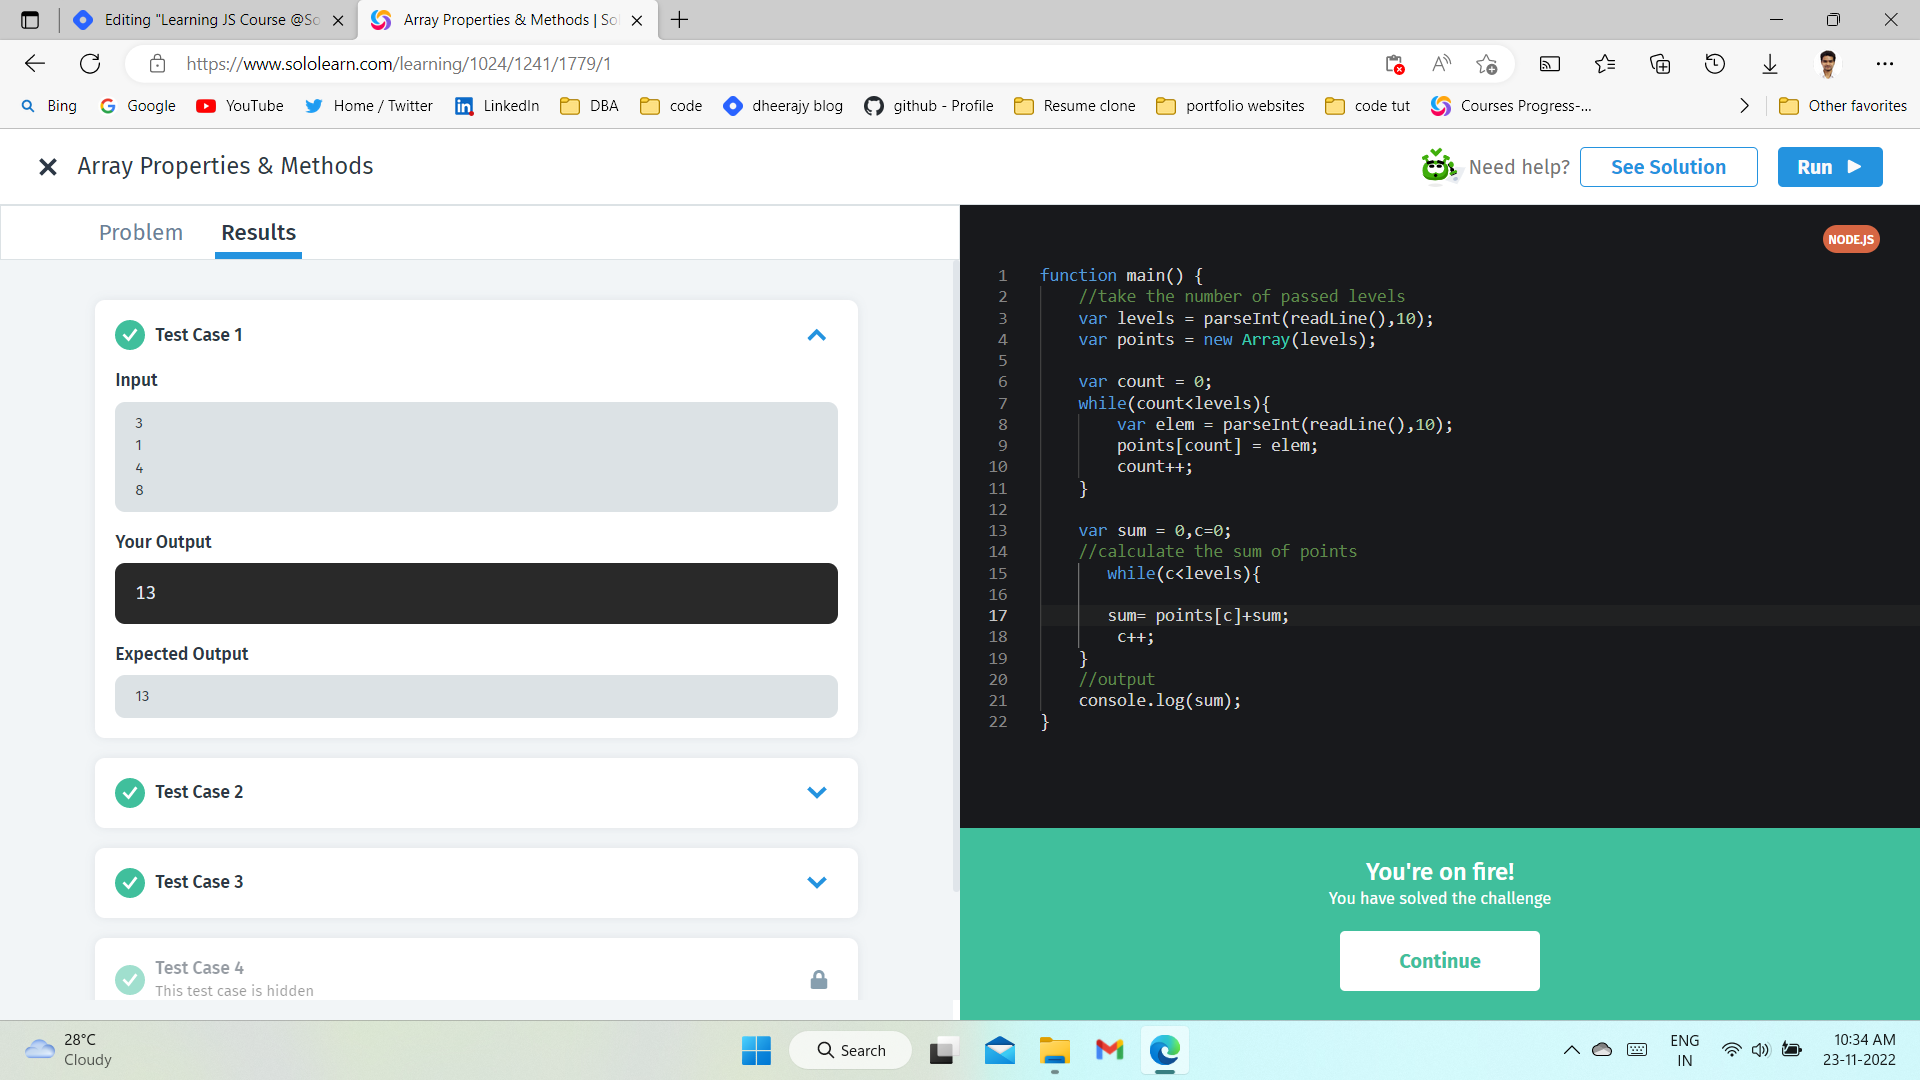 Editing "Learning JS Course @So
Array Properties & Methods | Sol
https://www.sololearn.com/learning/1024/1241/1779/1
Bing
Google
YouTube
Home / Twitter
LinkedIn
DBA
code
dheerajy blog
github - Profile
Resume clone
portfolio websites
code tut
Courses Progress-...
Other favorites
Array Properties & Methods
Need help?
See Solution
Run
Problem
Results
Test Case 1
Input
3
1
4
8
Your Output
13
Expected Output
13
Test Case 2
Test Case 3
Test Case 4
This test case is hidden
NODE.JS
1 function main() {
2 //take the number of passed levels
3 var levels = parseInt(readLine(),10);
4 var points = new Array(levels);
5
6 var count = 0;
7 while(count<levels){
8 var elem = parseInt(readLine(),10);
9 points[count] = elem;
10 count++;
11 }
12
13 var sum = 0,c=0;
14 //calculate the sum of points
15 while(c<levels){
16
17 sum= points[c]+sum;
18 c++;
19 }
20 //output
21 console.log(sum);
22 }
You're on fire!
You have solved the challenge
Continue
28°C
Cloudy
Search
ENG
IN
10:34 AM
23-11-2022